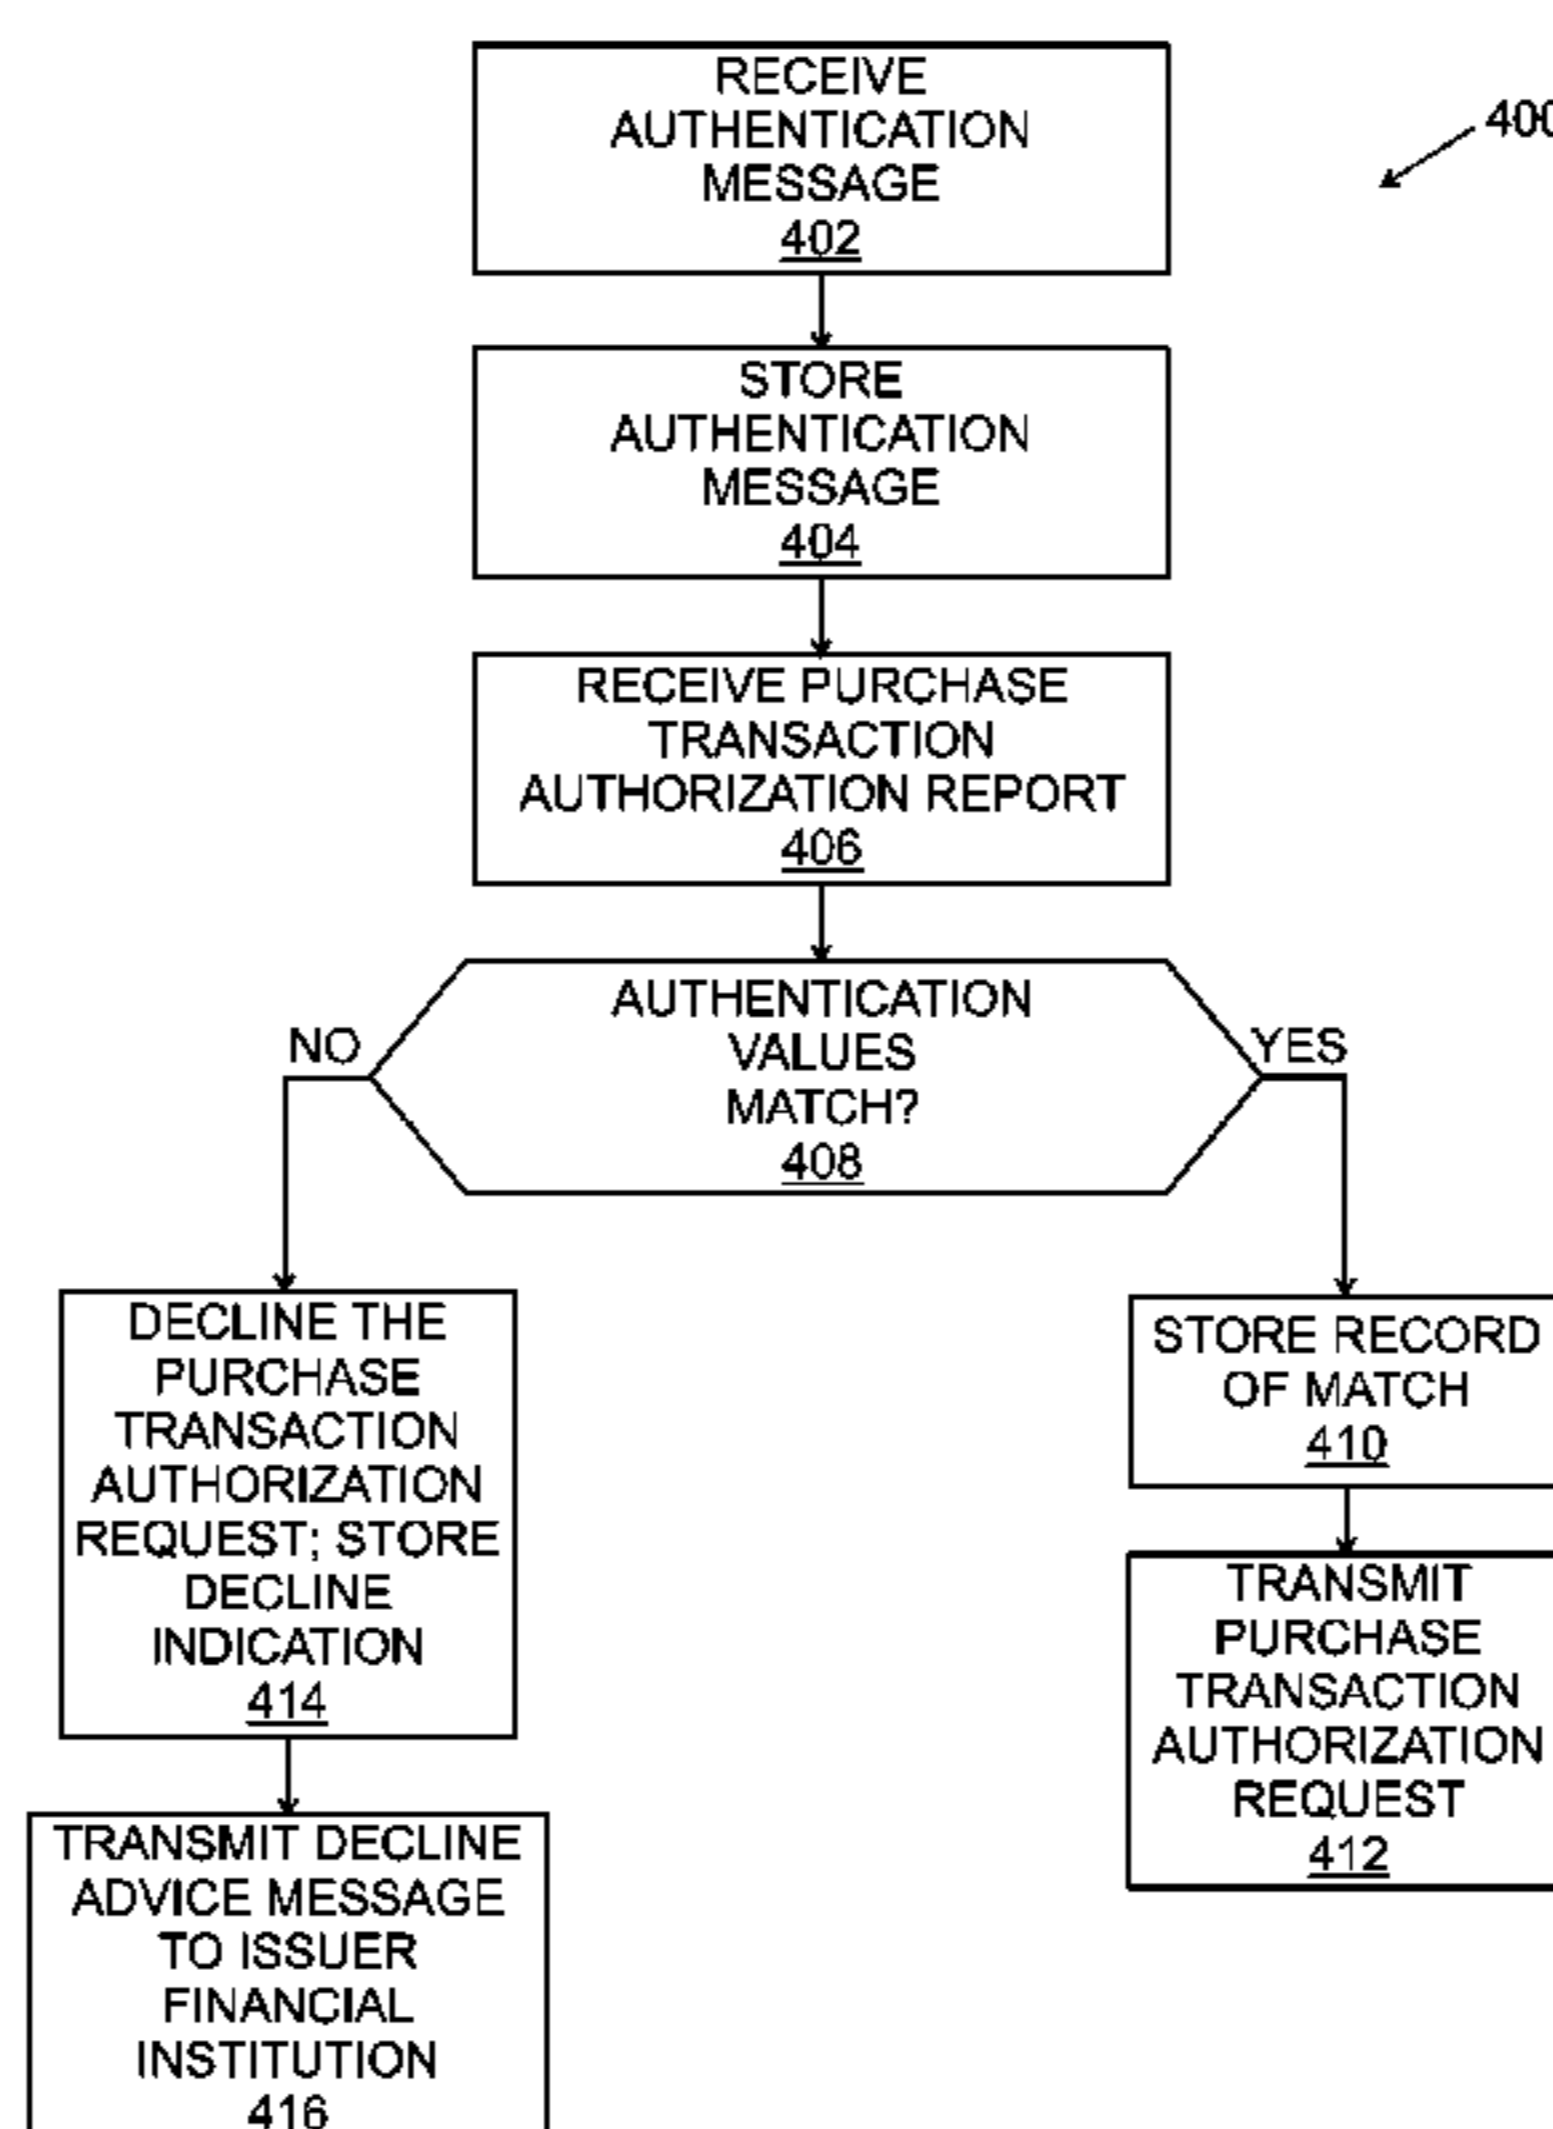 RECEIVE
AUTHENTICATION
MESSAGE
402
400
STORE
AUTHENTICATION
MESSAGE
404
RECEIVE PURCHASE
TRANSACTION
AUTHORIZATION REPORT
406
AUTHENTICATION
VALUES
MATCH?
408
NO
YES
DECLINE THE
PURCHASE
TRANSACTION
AUTHORIZATION
REQUEST; STORE
DECLINE
INDICATION
414
STORE RECORD
OF MATCH
410
TRANSMIT
PURCHASE
TRANSACTION
AUTHORIZATION
REQUEST
412
TRANSMIT DECLINE
ADVICE MESSAGE
TO ISSUER
FINANCIAL
INSTITUTION
416